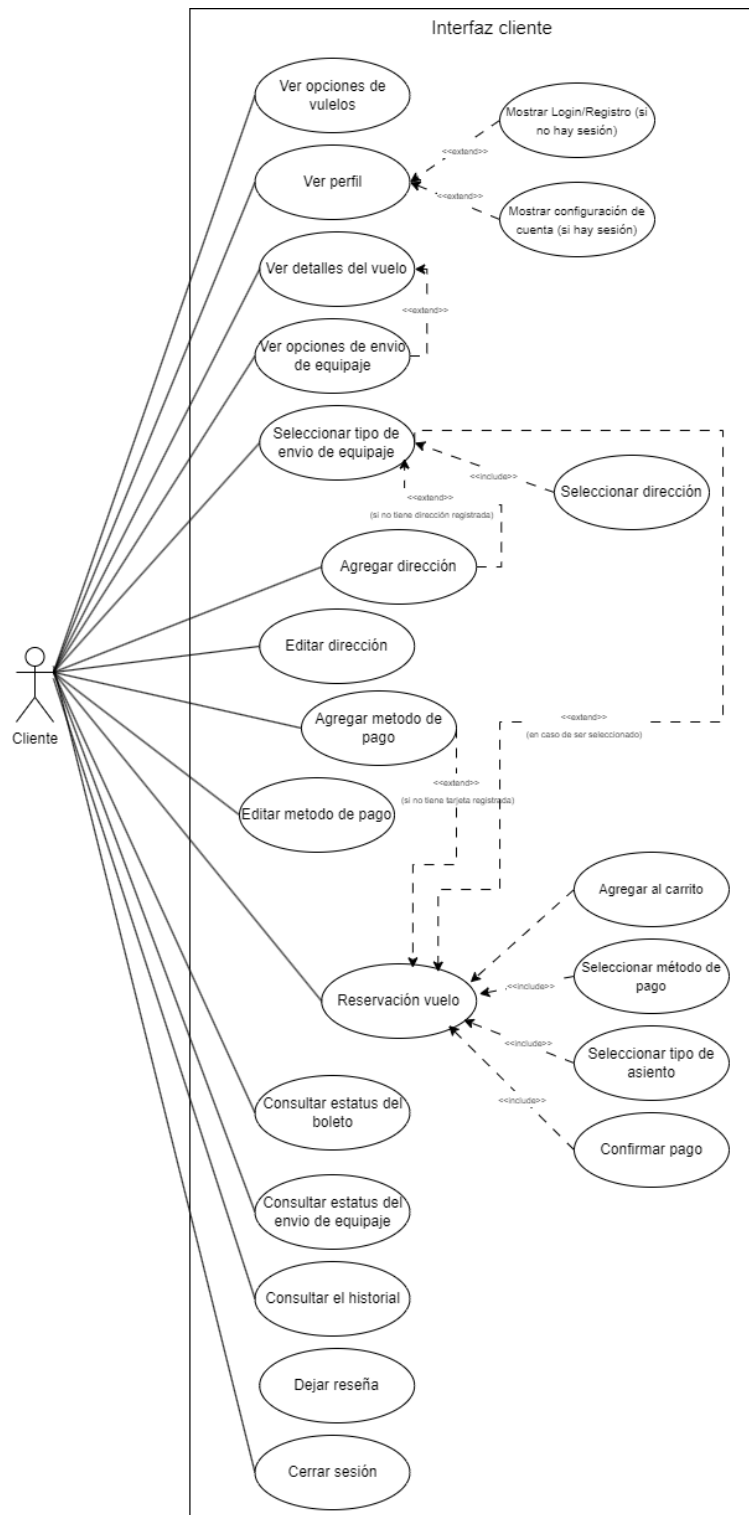 Interfaz cliente
Ver opciones de
vulelos
Mostrar Login/Registro (si
no hay sesión)
<<extend>>
Ver perfil
<<extend>>
Mostrar configuración de
cuenta (si hay sesión)
Ver detalles del vuelo
<<extend>>
Ver opciones de envio
de equipaje
Seleccionar tipo de
envio de equipaje
<<include>>
Seleccionar dirección
<<extend>>
(si no tiene dirección registrada)
Agregar dirección
Editar dirección
Cliente
Agregar metodo de
pago
<<extend>>
(en caso de ser seleccionado)
<<extend>>
(si no tiene tarjeta registrada)
Editar metodo de pago
Agregar al carrito
Seleccionar método de
pago
<<include>>
Reservación vuelo
<<include>>
Seleccionar tipo de
asiento
<<include>>
Confirmar pago
Consultar estatus del
boleto
Consultar estatus del
envio de equipaje
Consultar el historial
Dejar reseña
Cerrar sesión